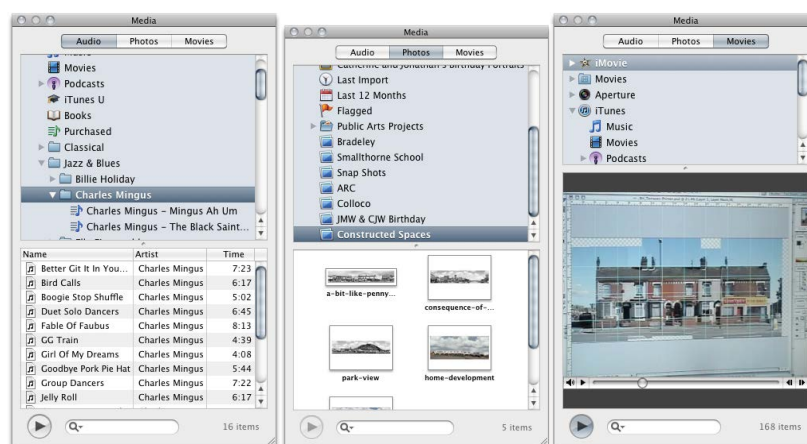 Media
Audio Photos Movies
Movies
Podcasts
iTunes U
Books
Purchased
Classical
Jazz & Blues
Billie Holiday
Charles Mingus
Charles Mingus - Mingus Ah Um
Charles Mingus - The Black Saint...
Name Artist Time
Better Git It In You... Charles Mingus 7:23
Bird Calls Charles Mingus 6:17
Boogie Stop Shuffle Charles Mingus 5:02
Duet Solo Dancers Charles Mingus 6:45
Fable Of Faubus Charles Mingus 8:13
GG Train Charles Mingus 4:39
Girl Of My Dreams Charles Mingus 4:08
Goodbye Pork Pie Hat Charles Mingus 5:44
Group Dancers Charles Mingus 7:22
Jelly Roll Charles Mingus 6:17
16 items
Media
Audio Photos Movies
Catherine and Jonathan's Birthday Portraits
Last Import
Last 12 Months
Flagged
Public Arts Projects
Bradeley
Smallthorne School
Snap Shots
ARC
Colloco
JMW & CJW Birthday
Constructed Spaces
a-bit-like-penny...
consequence-of-...
park-view
home-development
5 items
Media
Audio Photos Movies
iMovie
Movies
Aperture
iTunes
Music
Movies
Podcasts
168 items